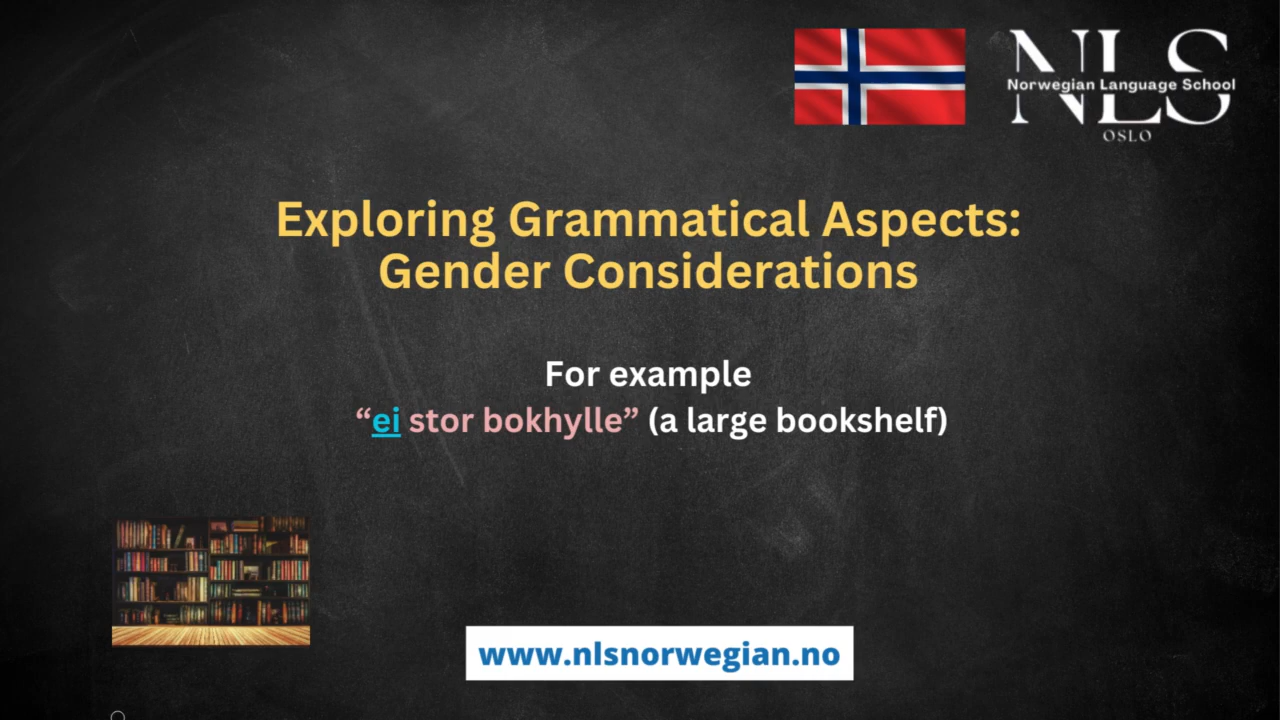 NLS
Norwegian Language School
OSLO
Exploring Grammatical Aspects:
Gender Considerations
For example
“ei stor bokhylle” (a large bookshelf)
www.nlsnorwegian.no